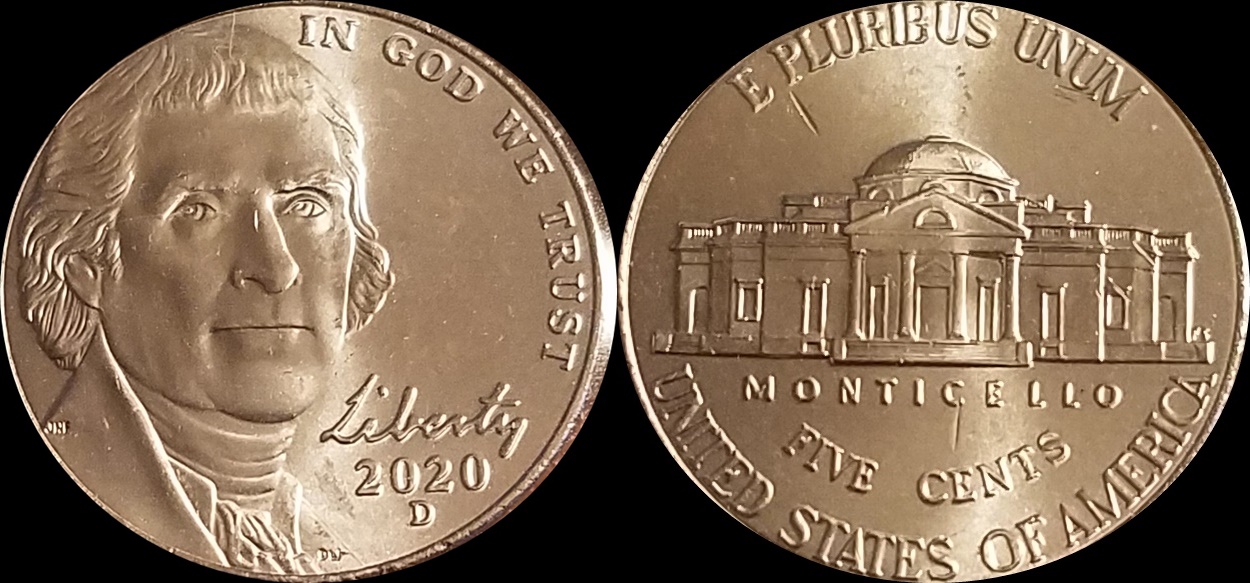 IN GOD WE TRUST
Liberty
2020
D
E PLURIBUS UNUM
MONTICELLO
FIVE CENTS
UNITED STATES OF AMERICA